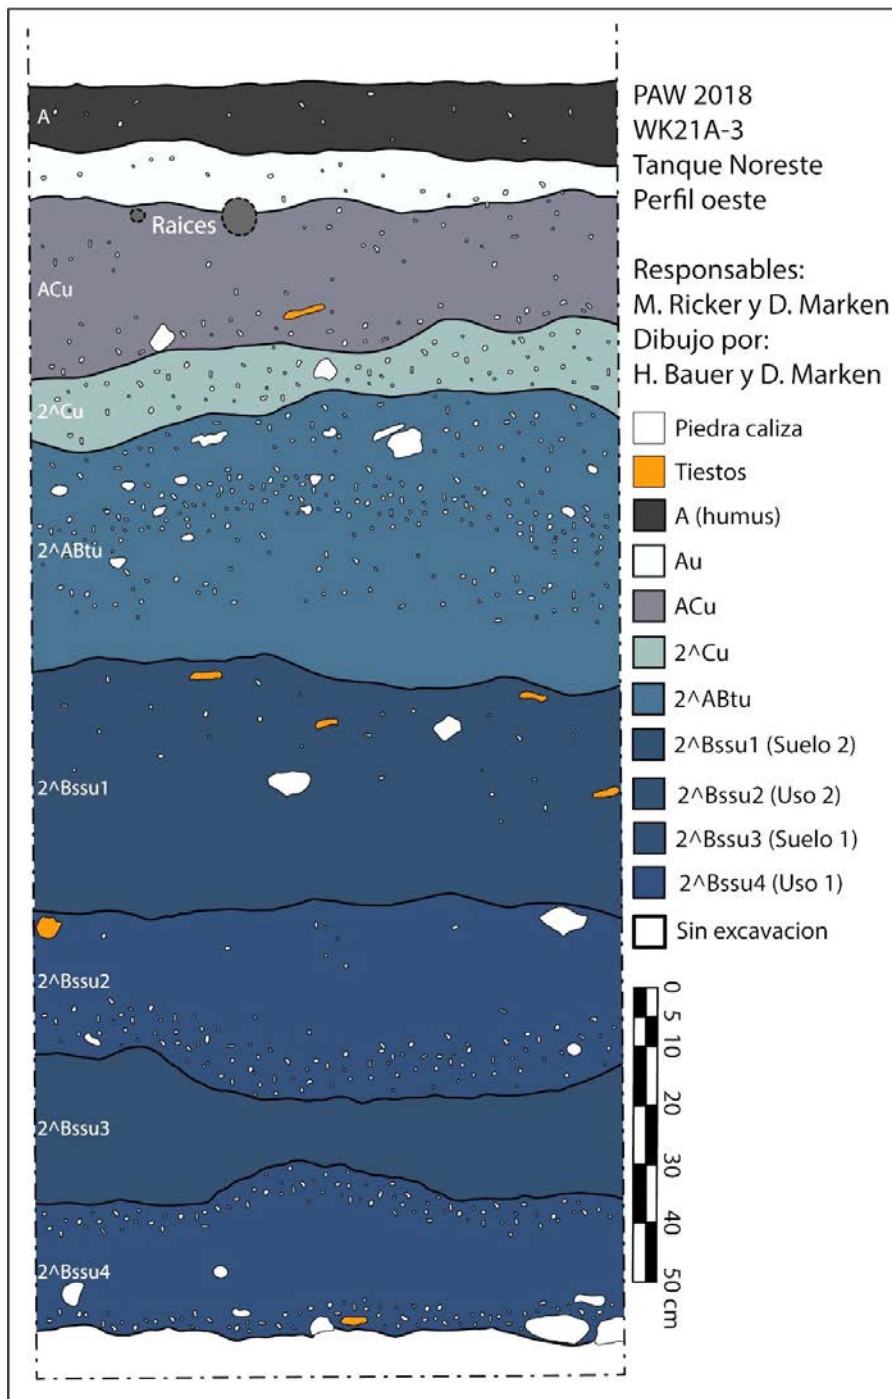 PAW 2018
WK21A-3
Tanque Noreste
Perfil oeste
Responsables:
M. Ricker y D. Marken
Dibujo por:
H. Bauer y D. Marken
Piedra caliza
Tiestos
A (humus)
Au
ACu
2^Cu
2^ABtu
2^Bssu1 (Suelo 2)
2^Bssu2 (Uso 2)
2^Bssu3 (Suelo 1)
2^Bssu4 (Uso 1)
Sin excavacion
0
5
10
20
30
40
50 cm
A
Raices
ACu
2^Cu
2^ABtu
2^Bssu1
2^Bssu2
2^Bssu3
2^Bssu4